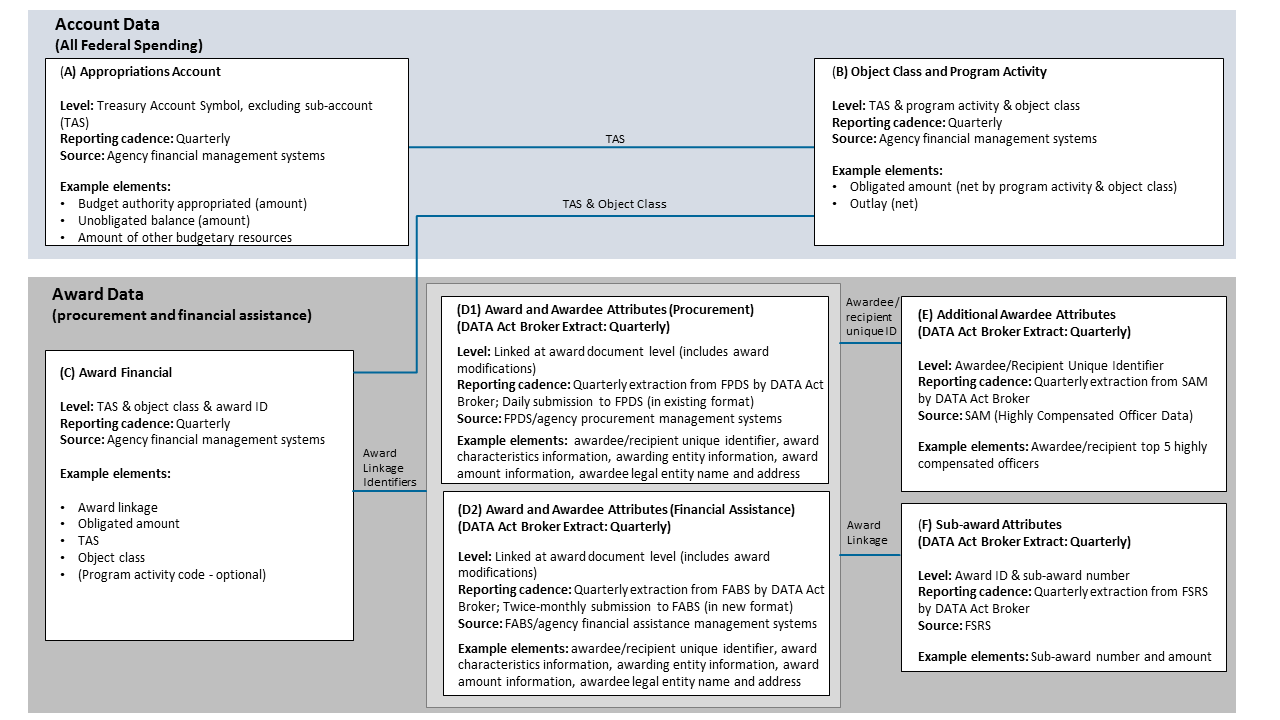 Account Data
(All Federal Spending)
(A) Appropriations Account
Level: Treasury Account Symbol, excluding sub-account
(TAS)
Reporting cadence: Quarterly
Source: Agency financial management systems
Example elements:
• Budget authority appropriated (amount)
• Unobligated balance (amount)
• Amount of other budgetary resources
TAS
TAS & Object Class
(B) Object Class and Program Activity
Level: TAS & program activity & object class
Reporting cadence: Quarterly
Source: Agency financial management systems
Example elements:
• Obligated amount (net by program activity & object class)
• Outlay (net)
Award Data
(procurement and financial assistance)
(C) Award Financial
Level: TAS & object class & award ID
Reporting cadence: Quarterly
Source: Agency financial management systems
Example elements:
• Award linkage
• Obligated amount
• TAS
• Object class
• (Program activity code - optional)
Award
Linkage
Identifiers
(D1) Award and Awardee Attributes (Procurement)
(DATA Act Broker Extract: Quarterly)
Level: Linked at award document level (includes award
modifications)
Reporting cadence: Quarterly extraction from FPDS by DATA Act
Broker; Daily submission to FPDS (in existing format)
Source: FPDS/agency procurement management systems
Example elements: awardee/recipient unique identifier, award
characteristics information, awarding entity information, award
amount information, awardee legal entity name and address
(D2) Award and Awardee Attributes (Financial Assistance)
(DATA Act Broker Extract: Quarterly)
Level: Linked at award document level (includes award
modifications)
Reporting cadence: Quarterly extraction from FABS by DATA Act
Broker; Twice-monthly submission to FABS (in new format)
Source: FABS/agency financial assistance management systems
Example elements: awardee/recipient unique identifier, award
characteristics information, awarding entity information, award
amount information, awardee legal entity name and address
Awardee/
recipient
unique ID
(E) Additional Awardee Attributes
(DATA Act Broker Extract: Quarterly)
Level: Awardee/Recipient Unique Identifier
Reporting cadence: Quarterly extraction from SAM
by DATA Act Broker
Source: SAM (Highly Compensated Officer Data)
Example elements: Awardee/recipient top 5 highly
compensated officers
Award
Linkage
(F) Sub-award Attributes
(DATA Act Broker Extract: Quarterly)
Level: Award ID & sub-award number
Reporting cadence: Quarterly extraction from FSRS
by DATA Act Broker
Source: FSRS
Example elements: Sub-award number and amount